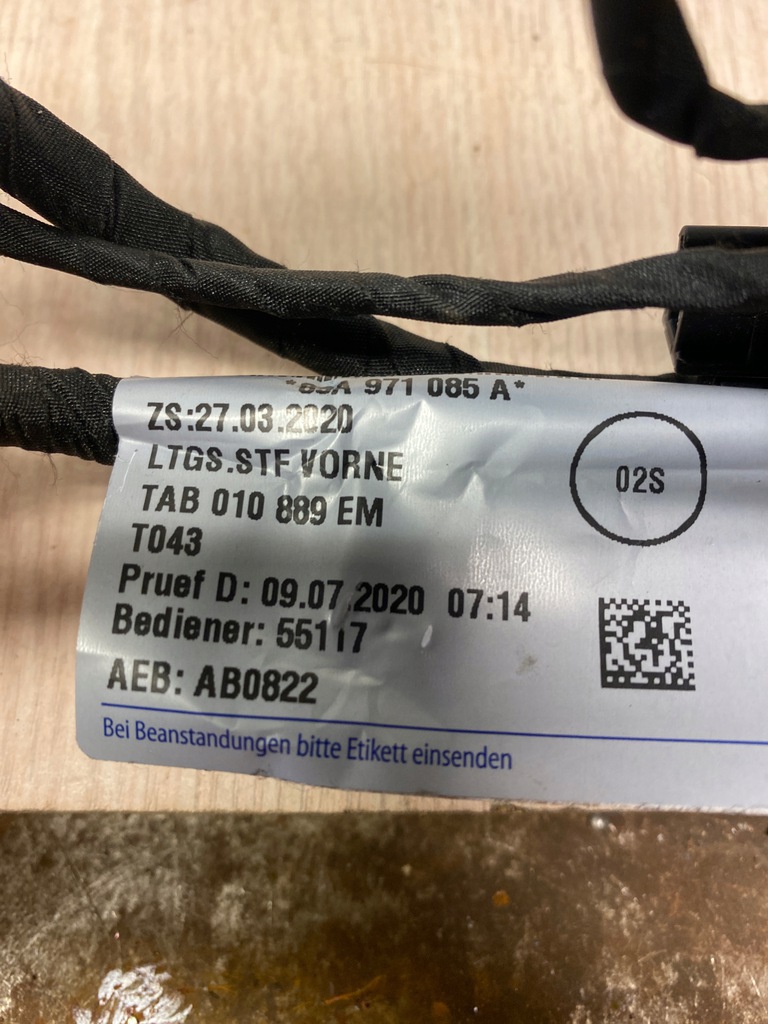 971 085 A*
ZS:27.03.2020
LTGS.STF VORNE
TAB 010 889 EM
T043
Pruef D: 09.07.2020 07:14
Bediener: 55117
AEB: AB0822
Bei Beanstandungen bitte Etikett einsenden
02S